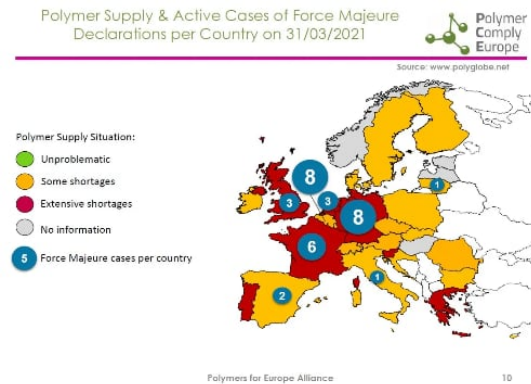 Polymer Supply & Active Cases of Force Majeure
Declarations per Country on 31/03/2021
Polymer
Comply
Europe
Source: www.polyglobe.net
Polymer Supply Situation:
Unproblematic
Some shortages
Extensive shortages
No information
5 Force Majeure cases per country
8
1
3
3
8
6
1
2
Polymers for Europe Alliance
10